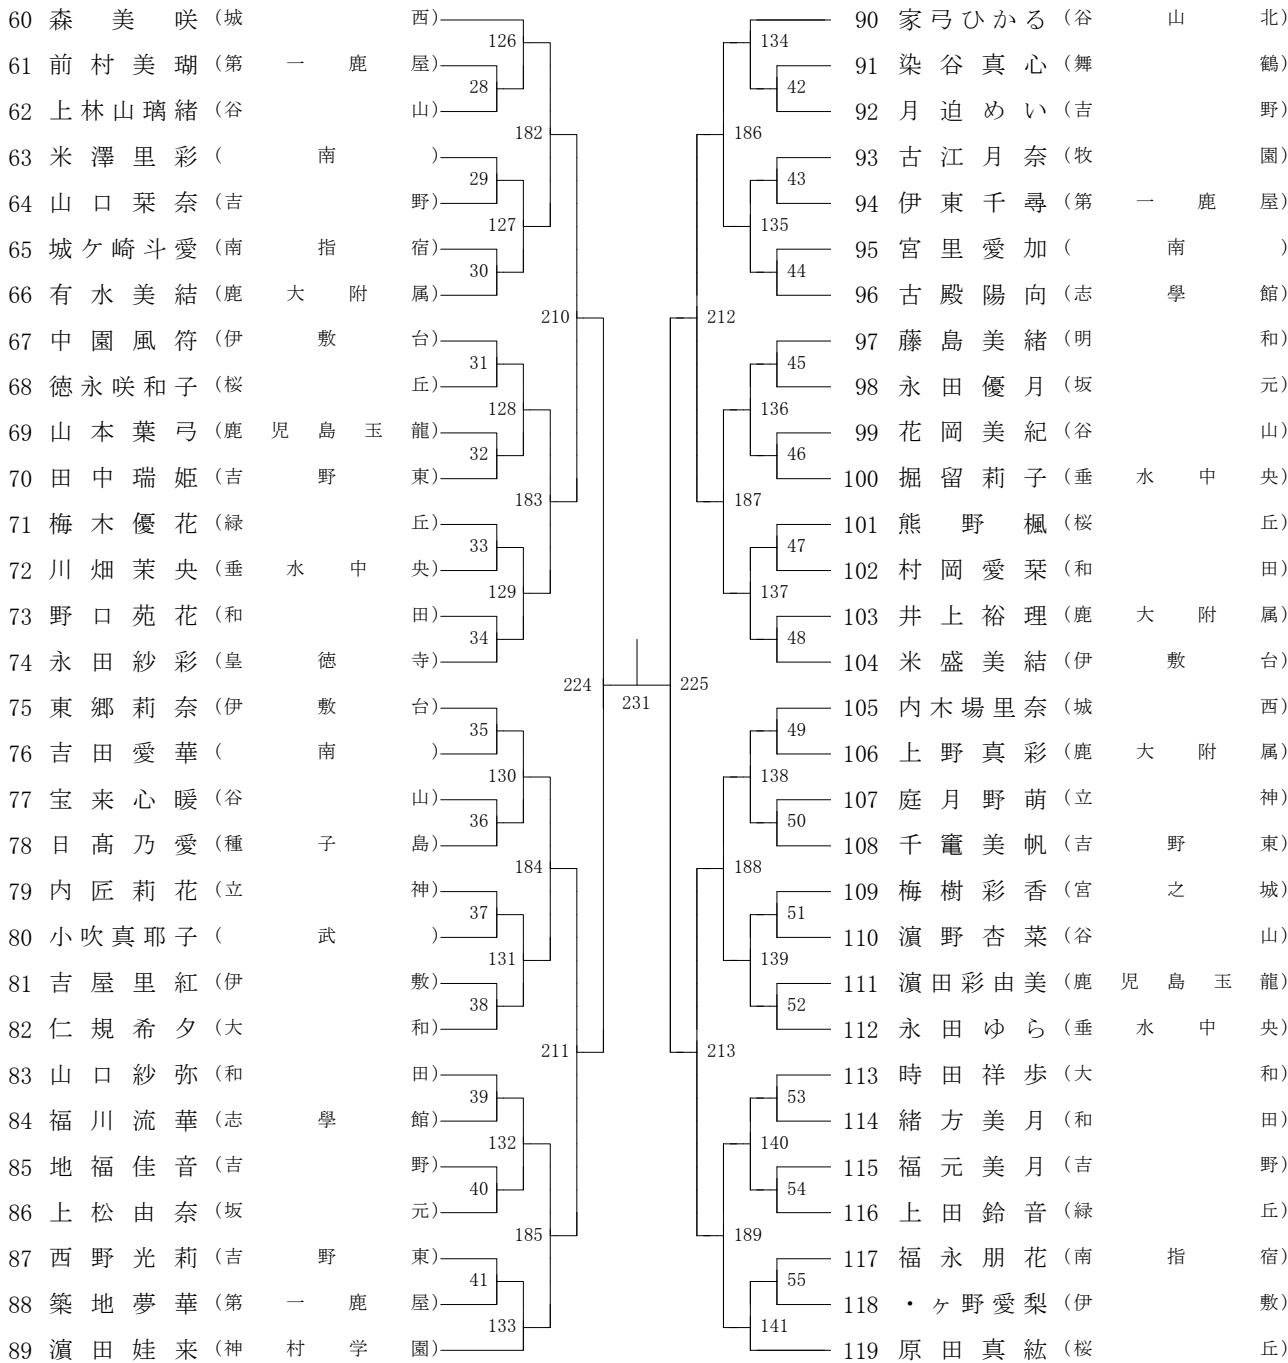 60 森美咲 (城西)
61 前村美瑚 (第一鹿屋)
62 上林山璃緒 (谷山)
63 米澤里彩 (南)
64 山口栞奈 (吉野)
65 城ケ崎斗愛 (南指宿)
66 有水美結 (鹿大附属)
67 中園風符 (伊敷台)
68 徳永咲和子 (桜丘)
69 山本葉弓 (鹿児島玉龍)
70 田中瑞姫 (吉野東)
71 梅木優花 (緑丘)
72 川畑茉央 (垂水中央)
73 野口苑花 (和田)
74 永田紗彩 (皇徳寺)
75 東郷莉奈 (伊敷台)
76 吉田愛華 (南)
77 宝来心暖 (谷山)
78 日髙乃愛 (種子島)
79 内匠莉花 (立神)
80 小吹真耶子 (武)
81 吉屋里紅 (伊敷)
82 仁規希夕 (大和)
83 山口紗弥 (和田)
84 福川流華 (志學館)
85 地福佳音 (吉野)
86 上松由奈 (坂元)
87 西野光莉 (吉野東)
88 築地夢華 (第一鹿屋)
89 濵田娃来 (神村学園)
126
28
182
29
127
30
210
31
128
32
183
33
129
34
224
35
130
36
184
37
131
38
211
39
132
40
185
41
133
231
134
42
186
43
135
44
212
45
136
46
187
47
137
48
225
49
138
50
188
51
139
52
213
53
140
54
189
55
141
90 家弓ひかる (谷山北)
91 染谷真心 (舞鶴)
92 月迫めい (吉野)
93 古江月奈 (牧園)
94 伊東千尋 (第一鹿屋)
95 宮里愛加 (南)
96 古殿陽向 (志學館)
97 藤島美緒 (明和)
98 永田優月 (坂元)
99 花岡美紀 (谷山)
100 掘留莉子 (垂水中央)
101 熊野楓 (桜丘)
102 村岡愛栞 (和田)
103 井上裕理 (鹿大附属)
104 米盛美結 (伊敷台)
105 内木場里奈 (城西)
106 上野真彩 (鹿大附属)
107 庭月野萌 (立神)
108 千竃美帆 (吉野東)
109 梅樹彩香 (宮之城)
110 濵野杏菜 (谷山)
111 濵田彩由美 (鹿児島玉龍)
112 永田ゆら (垂水中央)
113 時田祥歩 (大和)
114 緒方美月 (和田)
115 福元美月 (吉野)
116 上田鈴音 (緑丘)
117 福永朋花 (南指宿)
118 ・ヶ野愛梨 (伊敷)
119 原田真紘 (桜丘)